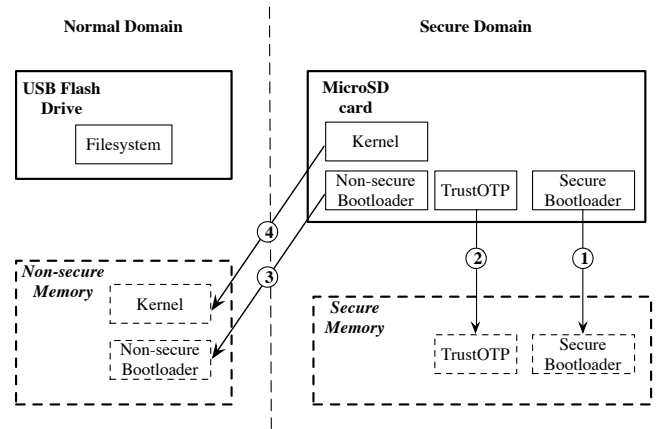 Normal Domain
Secure Domain
USB Flash
Drive
Filesystem
MicroSD
card
Kernel
Non-secure
Bootloader
TrustOTP
Secure
Bootloader
4
3
2
1
Non-secure
Memory
Kernel
Non-secure
Bootloader
Secure
Memory
TrustOTP
Secure
Bootloader